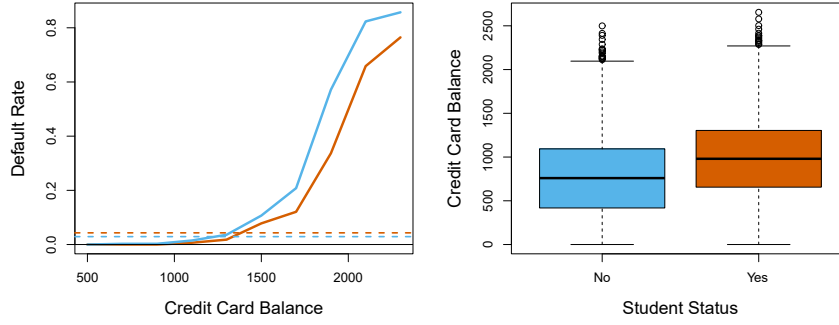 Default Rate
0.8
0.6
0.4
0.2
0.0
500 1000 1500 2000
Credit Card Balance
Credit Card Balance
2500
2000
1500
1000
500
0
No Yes
Student Status